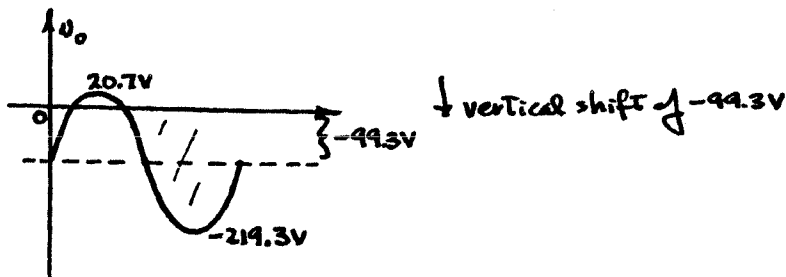 v₀
20.7V
0
-99.3V
-219.3V
↓ vertical shift of -99.3V